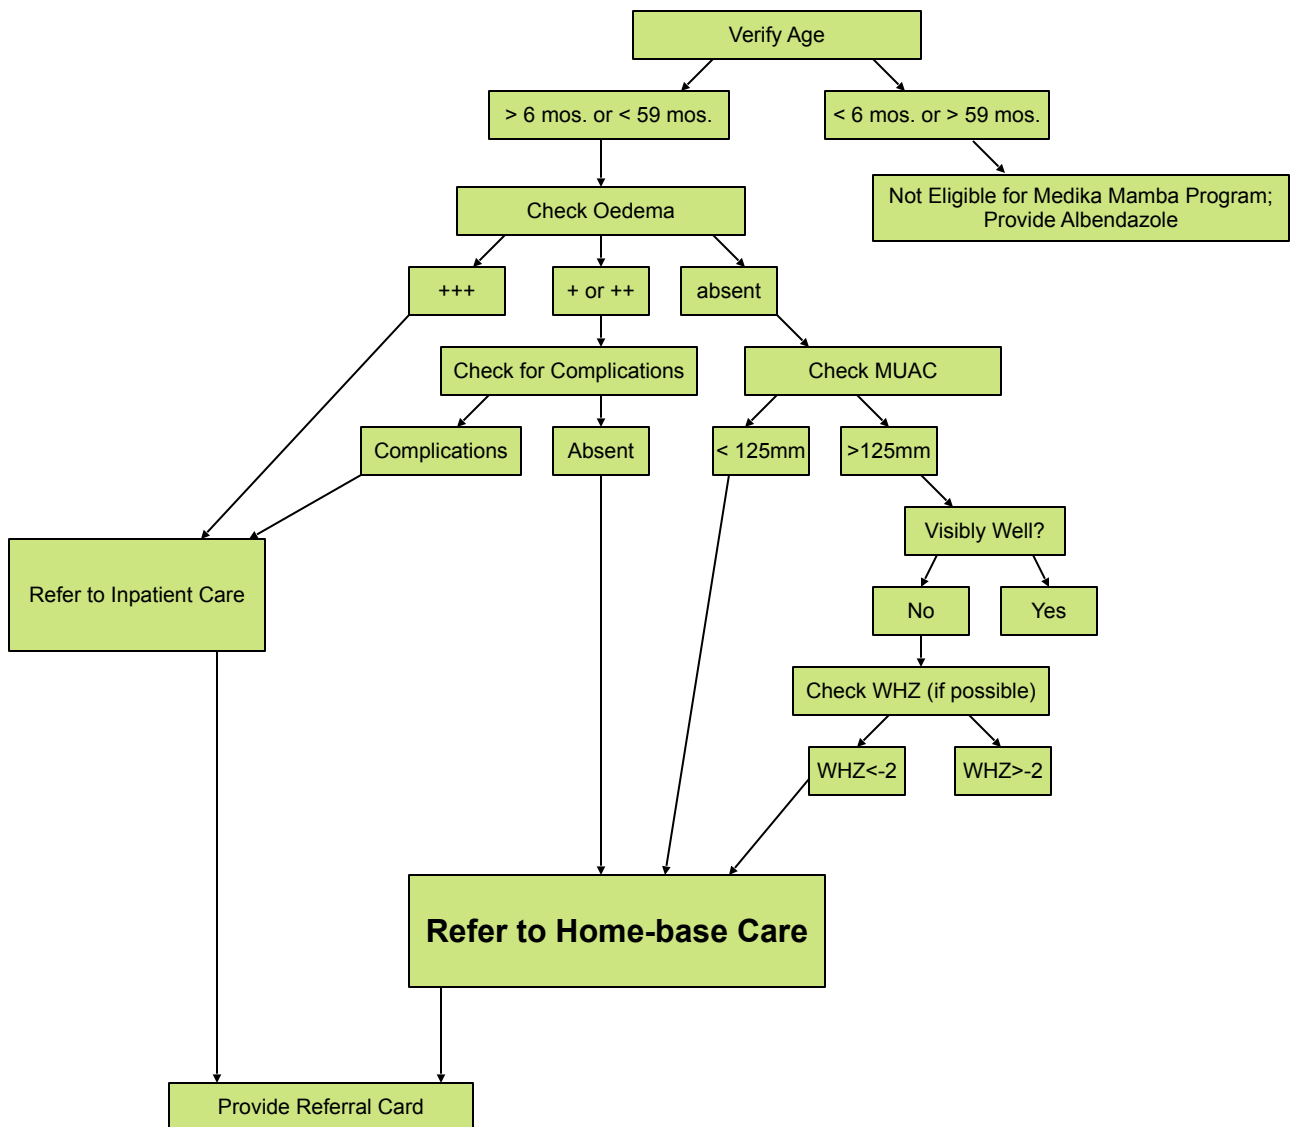 Verify Age
> 6 mos. or < 59 mos.
< 6 mos. or > 59 mos.
Not Eligible for Medika Mamba Program;
Provide Albendazole
Check Oedema
+++
+ or ++
absent
Check for Complications
Check MUAC
Complications
Absent
< 125mm
>125mm
Visibly Well?
Refer to Inpatient Care
No
Yes
Check WHZ (if possible)
WHZ<-2
WHZ>-2
Refer to Home-base Care
Provide Referral Card